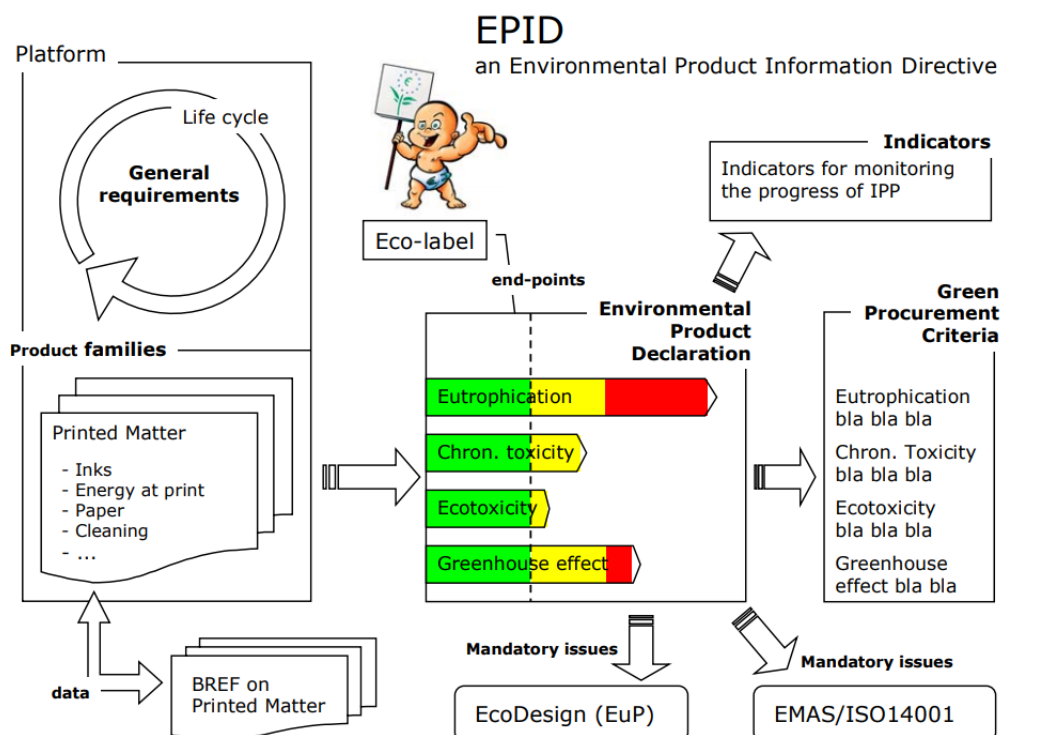 EPID
an Environmental Product Information Directive
Platform
Life cycle
General
requirements
Product families
Printed Matter
- Inks
- Energy at print
- Paper
- Cleaning
- ...
data
BREF on
Printed Matter
Eco-label
end-points
Environmental
Product
Declaration
Eutrophication
Chron. toxicity
Ecotoxicity
Greenhouse effect
Indicators
Indicators for monitoring
the progress of IPP
Green
Procurement
Criteria
Eutrophication
bla bla bla
Chron. Toxicity
bla bla bla
Ecotoxicity
bla bla bla
Greenhouse
effect bla bla
Mandatory issues
EcoDesign (EuP)
Mandatory issues
EMAS/ISO14001